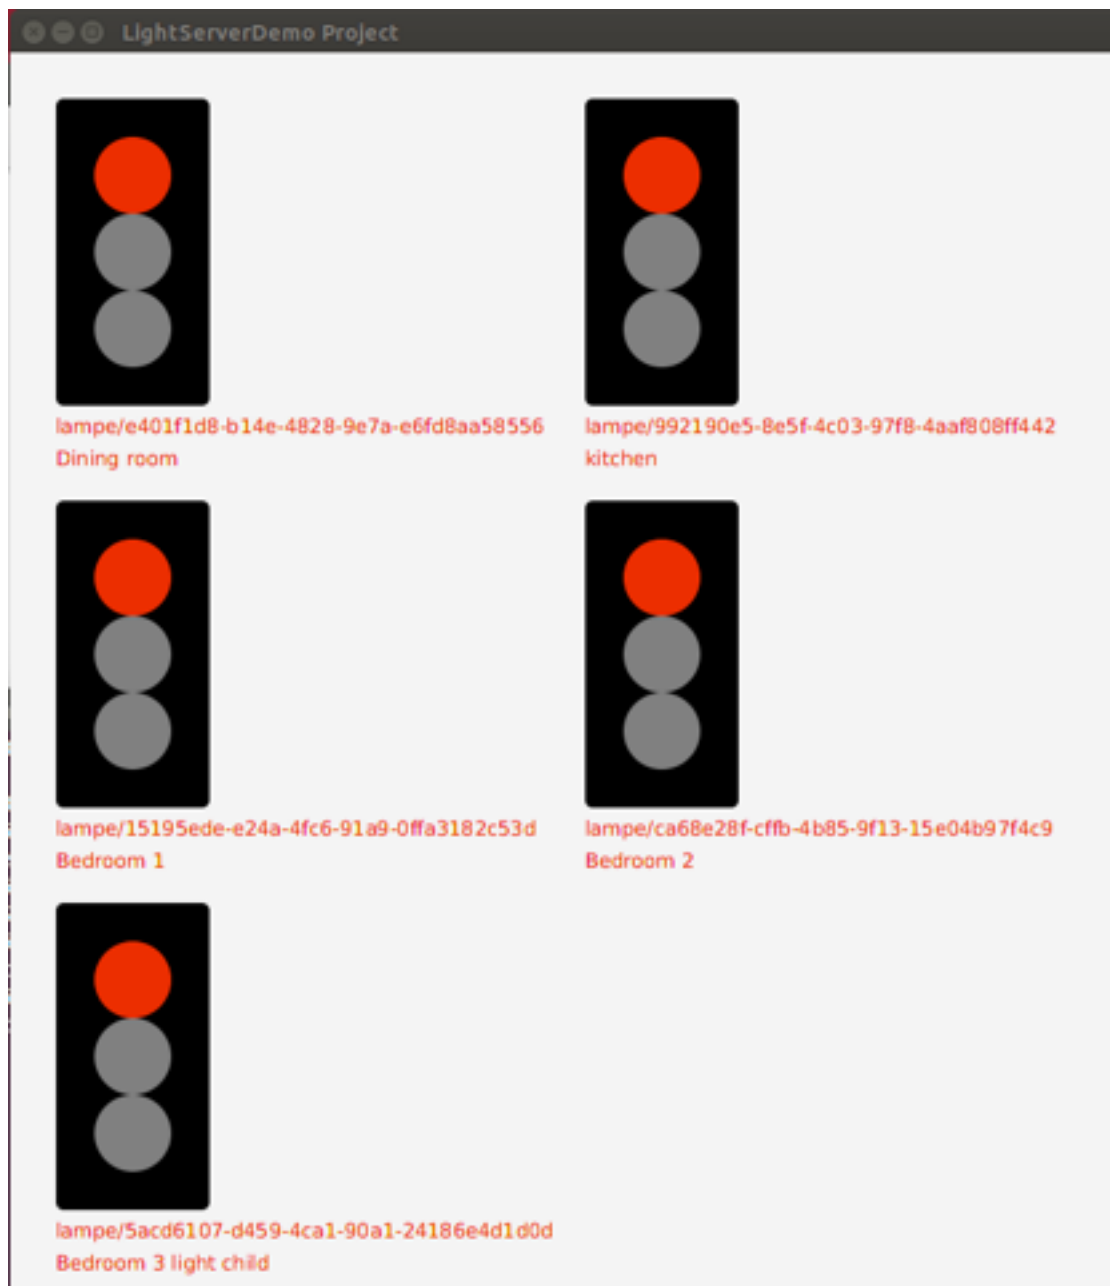 LightServerDemo Project
lampe/e401f1d8-b14e-4828-9e7a-e6fd8aa58556
Dining room
lampe/992190e5-8e5f-4c03-97f8-4aaf808ff442
kitchen
lampe/15195ede-e24a-4fc6-91a9-0ffa3182c53d
Bedroom 1
lampe/ca68e28f-cffb-4b85-9f13-15e04b97f4c9
Bedroom 2
lampe/5acd6107-d459-4ca1-90a1-24186e4d1d0d
Bedroom 3 light child